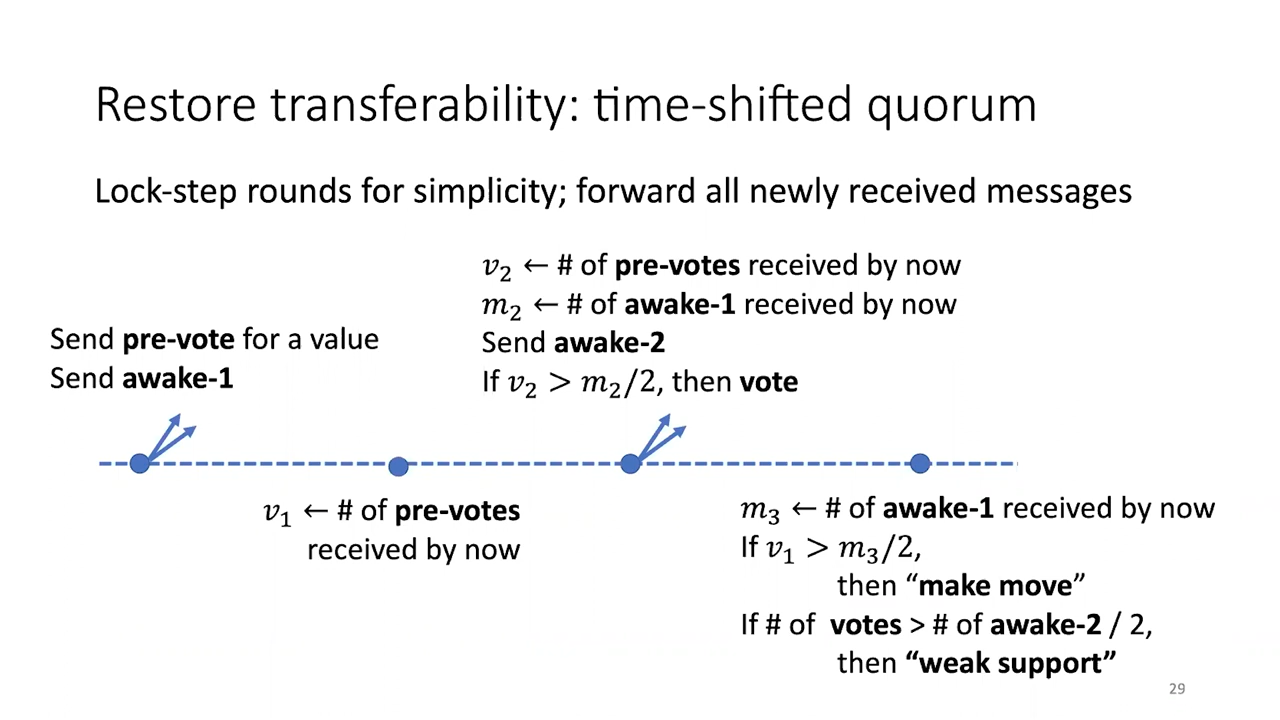 Restore transferability: time-shifted quorum
Lock-step rounds for simplicity; forward all newly received messages
Send pre-vote for a value
Send awake-1
v₁ ← # of pre-votes
received by now
v₂ ← # of pre-votes received by now
m₂ ← # of awake-1 received by now
Send awake-2
If v₂ > m₂/2, then vote
m₃ ← # of awake-1 received by now
If v₁ > m₃/2,
then “make move”
If # of votes > # of awake-2 / 2,
then “weak support”
29